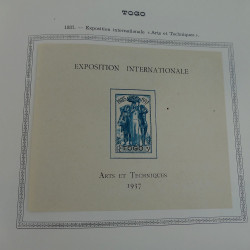 TOGO
1937. — Exposition internationale «Arts et Techniques».
EXPOSITION INTERNATIONALE
ARTS ET TECHNIQUES
1937